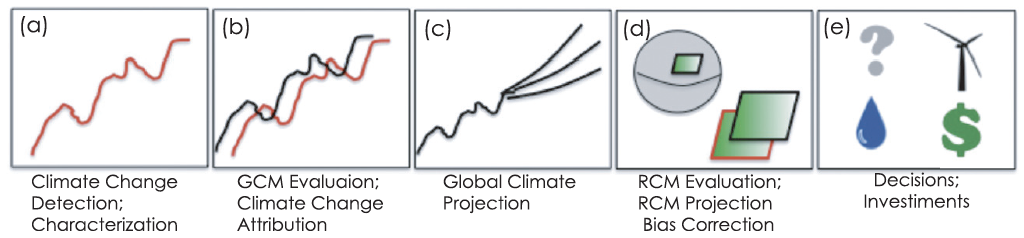 (a)
(b)
(c)
(d)
(e)
?
$
Climate Change
Detection;
Characterization
GCM Evaluaion;
Climate Change
Attribution
Global Climate
Projection
RCM Evaluation;
RCM Projection
Bias Correction
Decisions;
Investiments